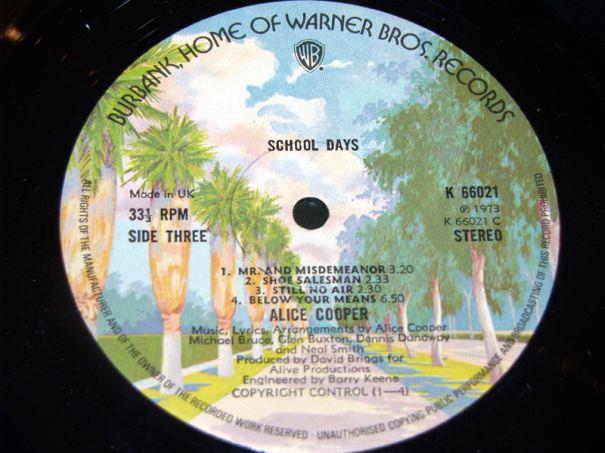 BURBANK, HOME OF WARNER BROS. RECORDS
WB
SCHOOL DAYS
Made in UK
33⅓ RPM
SIDE THREE
K 66021
℗ 1973
K 66021 C
STEREO
1. MR. AND MISDEMEANOR 3.20
2. SHOE SALESMAN 2.33
3. STILL NO AIR 2.30
4. BELOW YOUR MEANS 6.50
ALICE COOPER
Music, Lyrics, Arrangements by Alice Cooper
Michael Bruce, Glen Buxton, Dennis Dunaway
and Neal Smith
Produced by David Briggs for
Alive Productions
Engineered by Barry Keene
COPYRIGHT CONTROL (1—4)
ALL RIGHTS OF THE MANUFACTURER AND OF THE OWNER OF THE RECORDED WORK RESERVED · UNAUTHORISED COPYING PUBLIC PERFORMANCE AND BROADCASTING OF THIS RECORD PROHIBITED